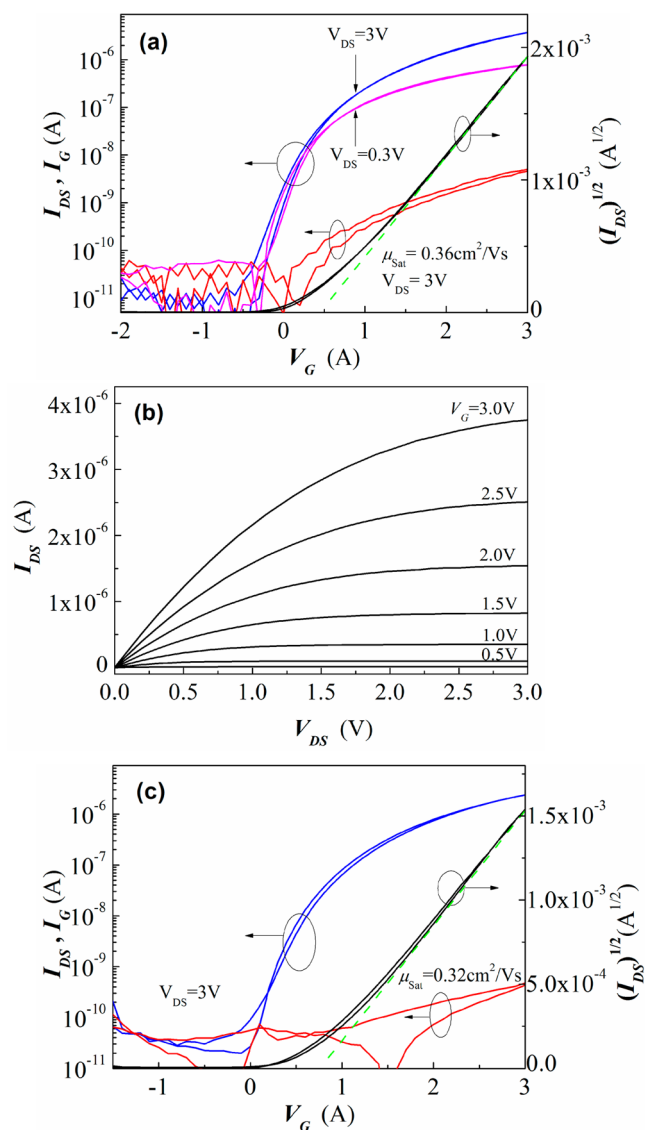 (a)
V_DS=3V
V_DS=0.3V
μ_Sat = 0.36cm²/Vs
V_DS = 3V
I_DS , I_G (A)
10⁻⁶
10⁻⁷
10⁻⁸
10⁻⁹
10⁻¹⁰
10⁻¹¹
2x10⁻³
1x10⁻³
0
(I_DS)^1/2 (A^1/2)
-2 -1 0 1 2 3
V_G (A)
(b)
V_G=3.0V
2.5V
2.0V
1.5V
1.0V
0.5V
I_DS (A)
4x10⁻⁶
3x10⁻⁶
2x10⁻⁶
1x10⁻⁶
0
0.0 0.5 1.0 1.5 2.0 2.5 3.0
V_DS (V)
(c)
V_DS=3V
μ_Sat=0.32cm²/Vs
I_DS , I_G (A)
10⁻⁶
10⁻⁷
10⁻⁸
10⁻⁹
10⁻¹⁰
10⁻¹¹
1.5x10⁻³
1.0x10⁻³
5.0x10⁻⁴
0.0
(I_DS)^1/2 (A^1/2)
-1 0 1 2 3
V_G (A)